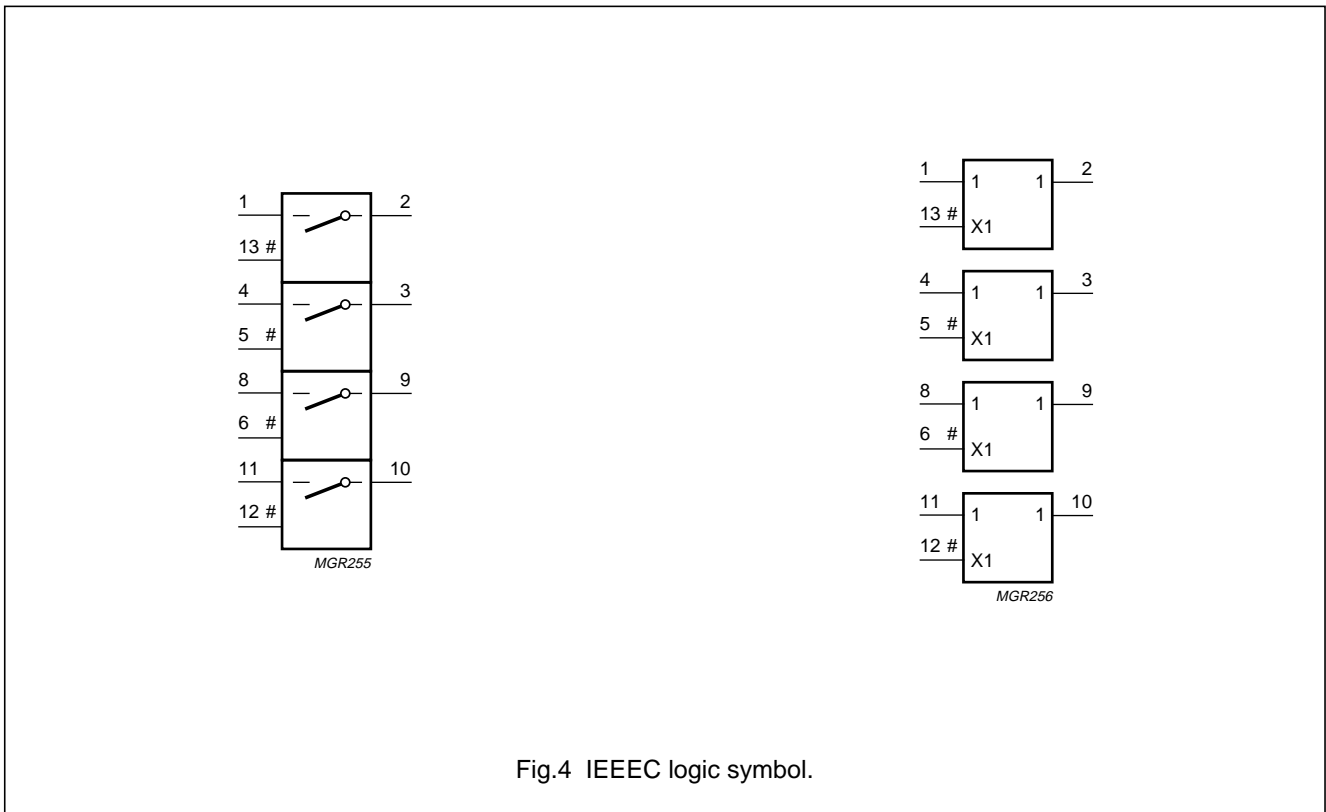 1 2
13 #
4 3
5 #
8 9
6 #
11 10
12 #
MGR255
1 1 1 2
13 # X1
4 1 1 3
5 # X1
8 1 1 9
6 # X1
11 1 1 10
12 # X1
MGR256
Fig.4 IEEEC logic symbol.